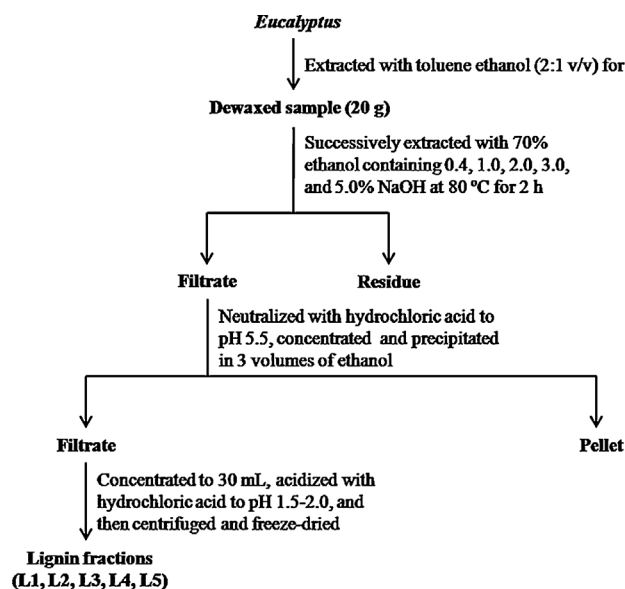 Eucalyptus
Extracted with toluene ethanol (2:1 v/v) for
Dewaxed sample (20 g)
Successively extracted with 70%
ethanol containing 0.4, 1.0, 2.0, 3.0,
and 5.0% NaOH at 80 ºC for 2 h
Filtrate
Residue
Neutralized with hydrochloric acid to
pH 5.5, concentrated and precipitated
in 3 volumes of ethanol
Filtrate
Pellet
Concentrated to 30 mL, acidized with
hydrochloric acid to pH 1.5-2.0, and
then centrifuged and freeze-dried
Lignin fractions
(L1, L2, L3, L4, L5)